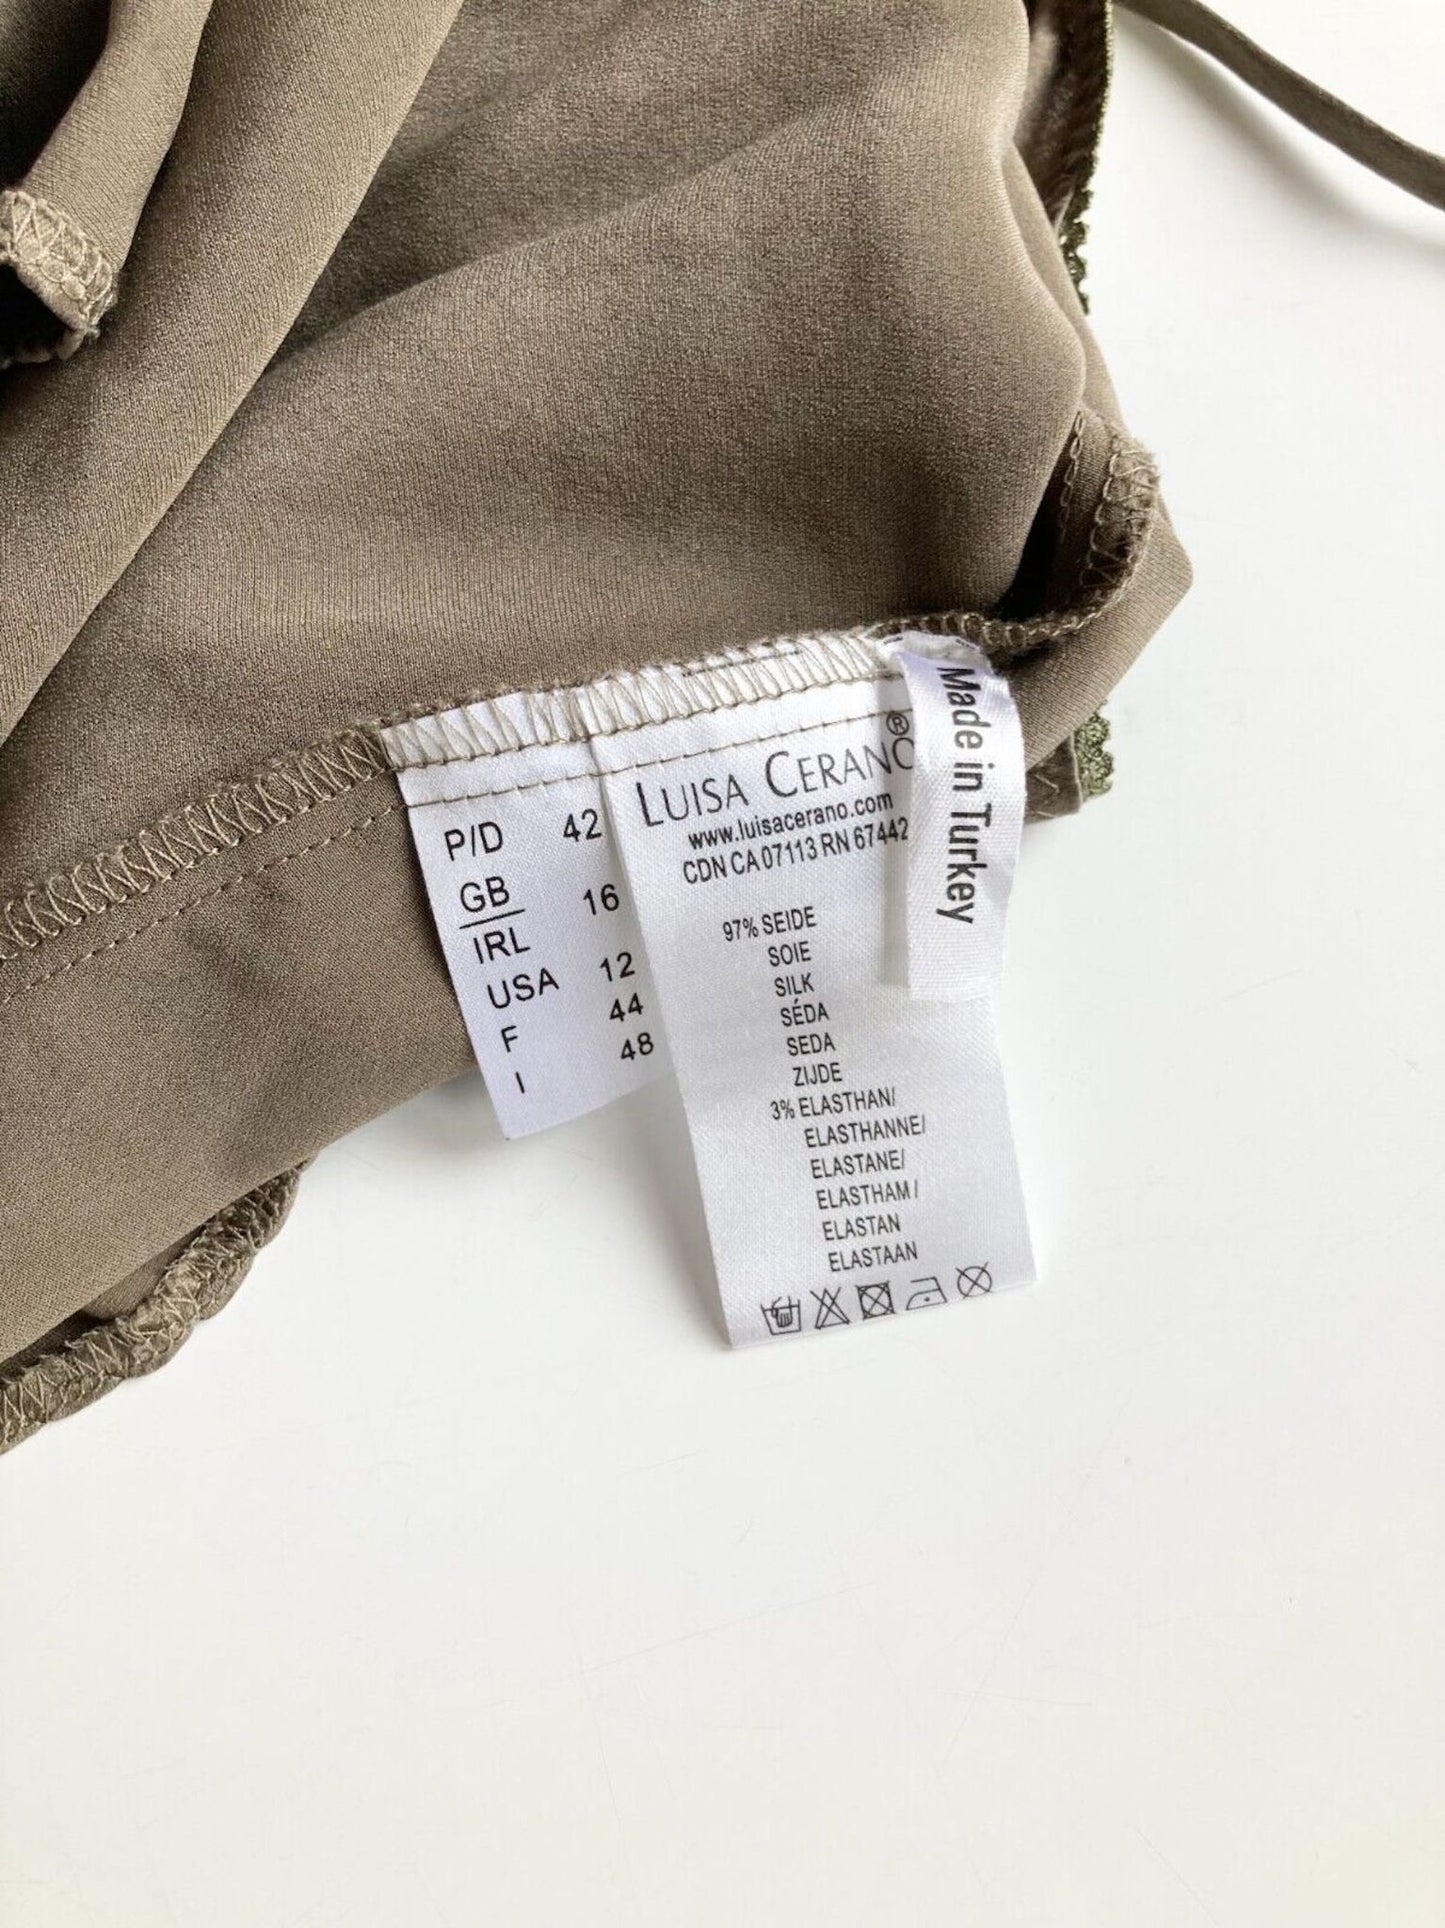 P/D 42
GB 16
IRL
USA 12
F 44
I 48
LUISA CERANO®
www.luisacerano.com
CDN CA 07113 RN 67442
97% SEIDE
SOIE
SILK
SÉDA
SEDA
ZIJDE
3% ELASTHAN/
ELASTHANNE/
ELASTANE/
ELASTHAM/
ELASTAN
ELASTAAN
Made in Turkey